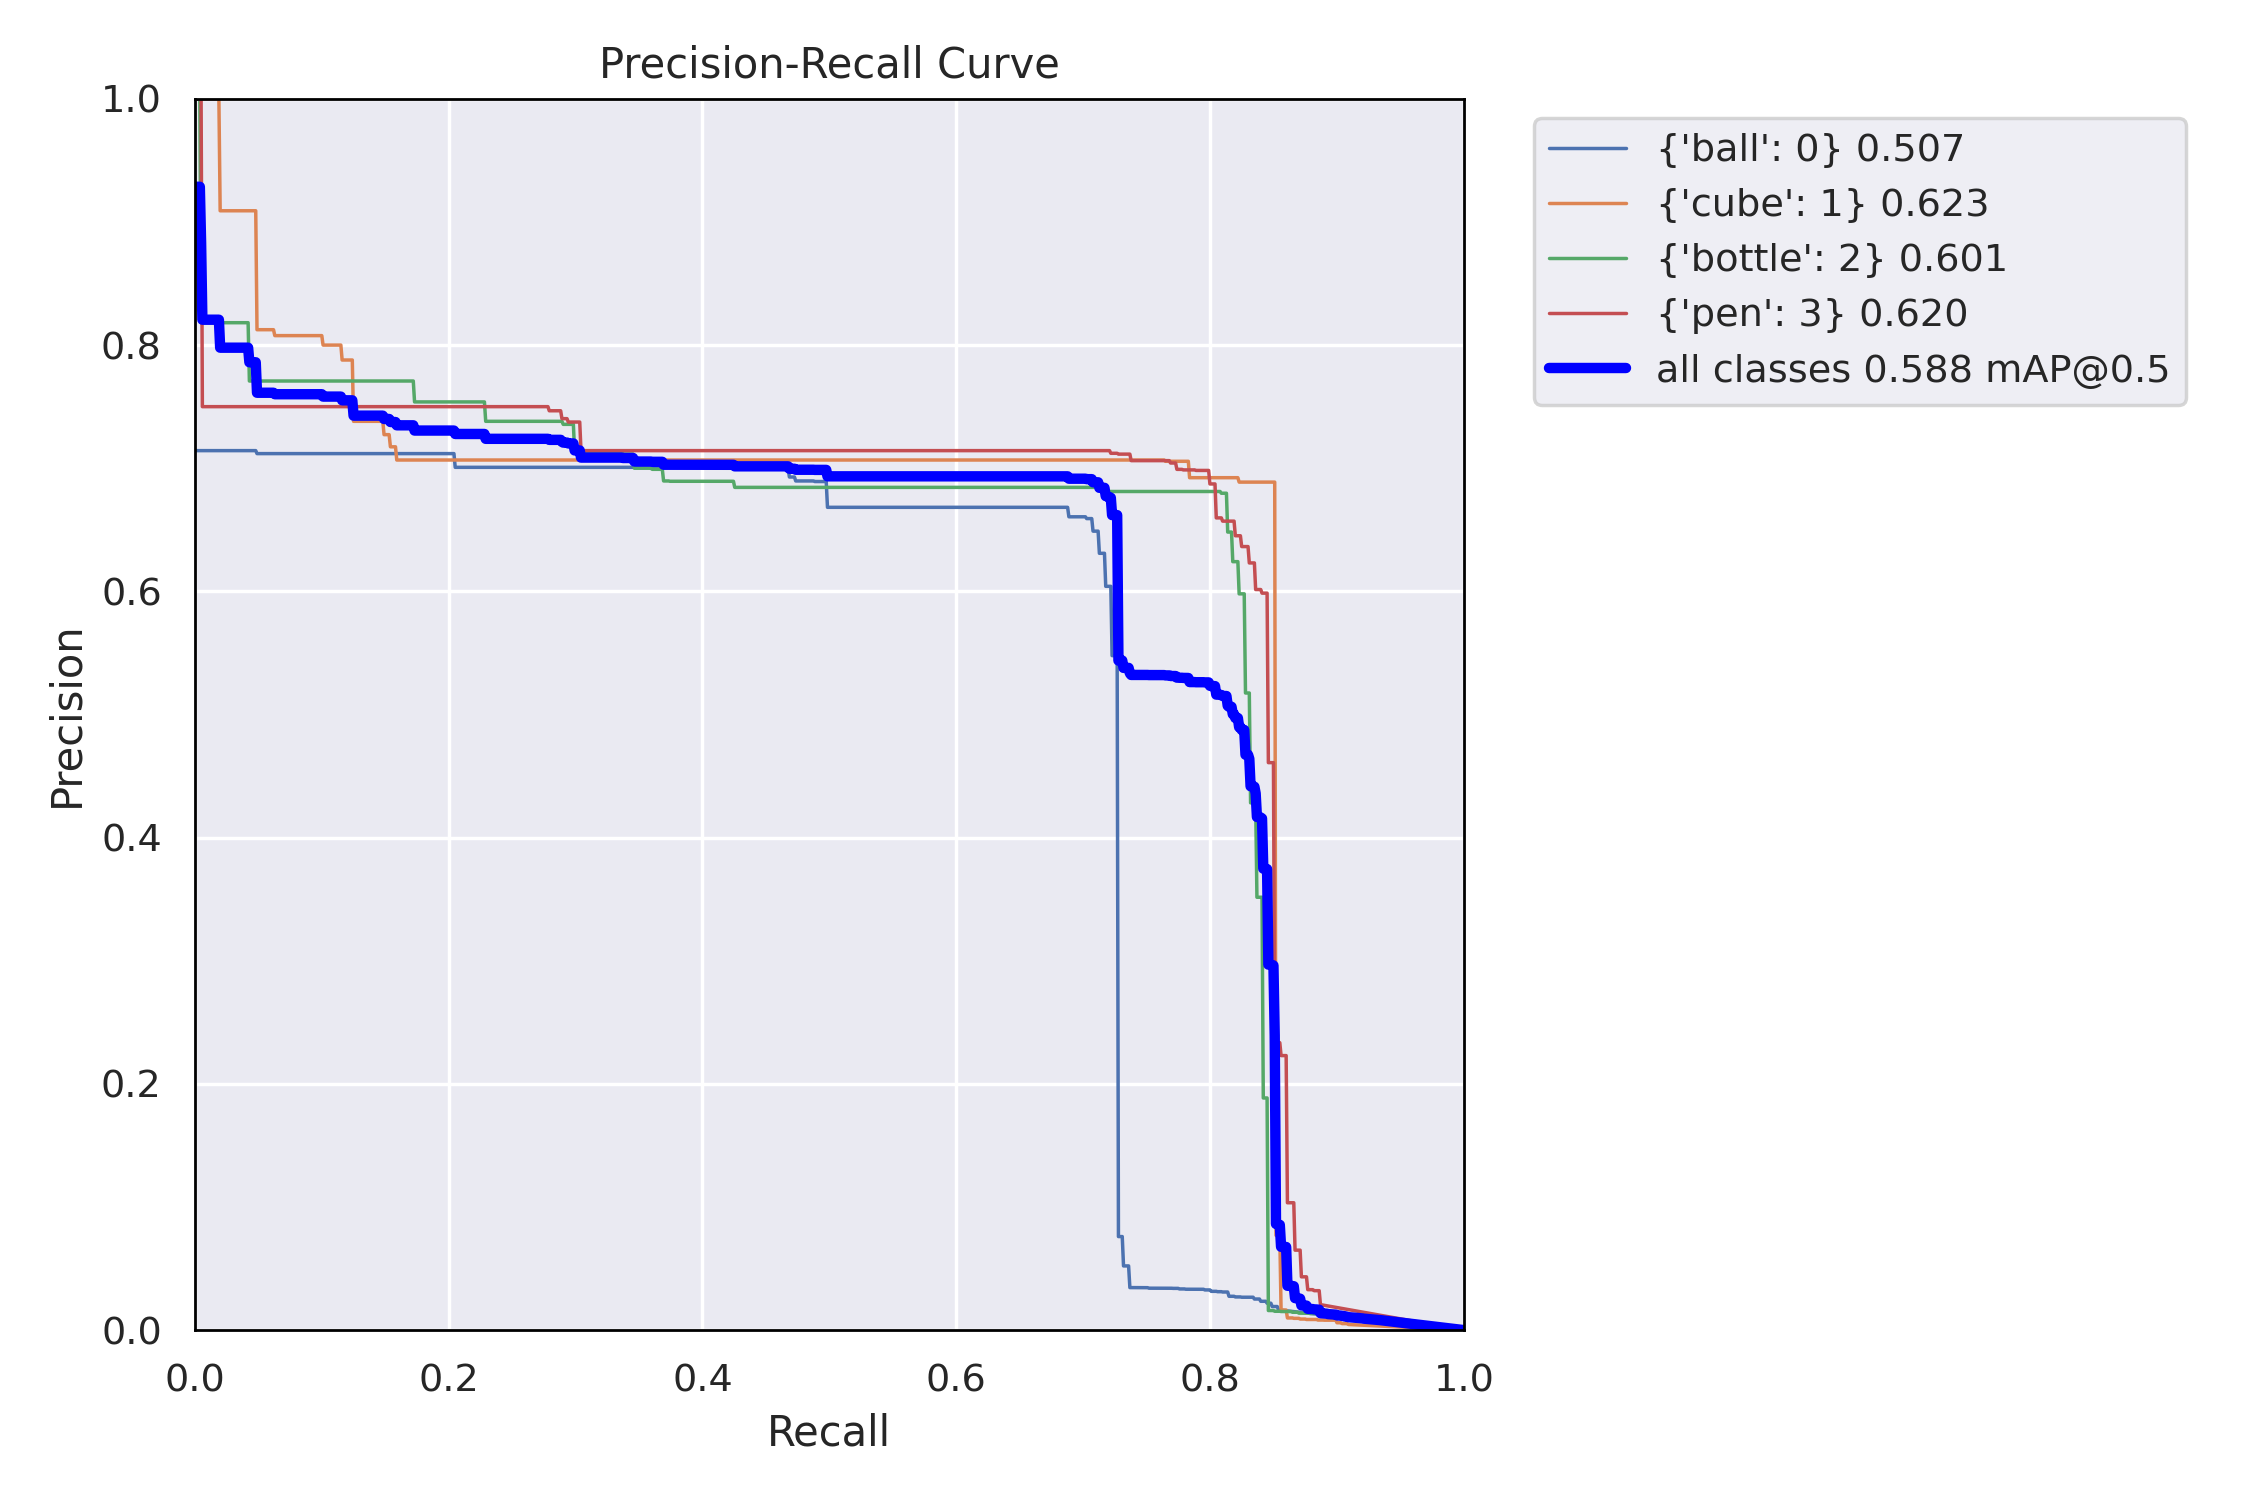 Precision-Recall Curve
1.0
0.8
0.6
0.4
0.2
0.0
Precision
0.0 0.2 0.4 0.6 0.8 1.0
Recall
{'ball': 0} 0.507
{'cube': 1} 0.623
{'bottle': 2} 0.601
{'pen': 3} 0.620
all classes 0.588 mAP@0.5